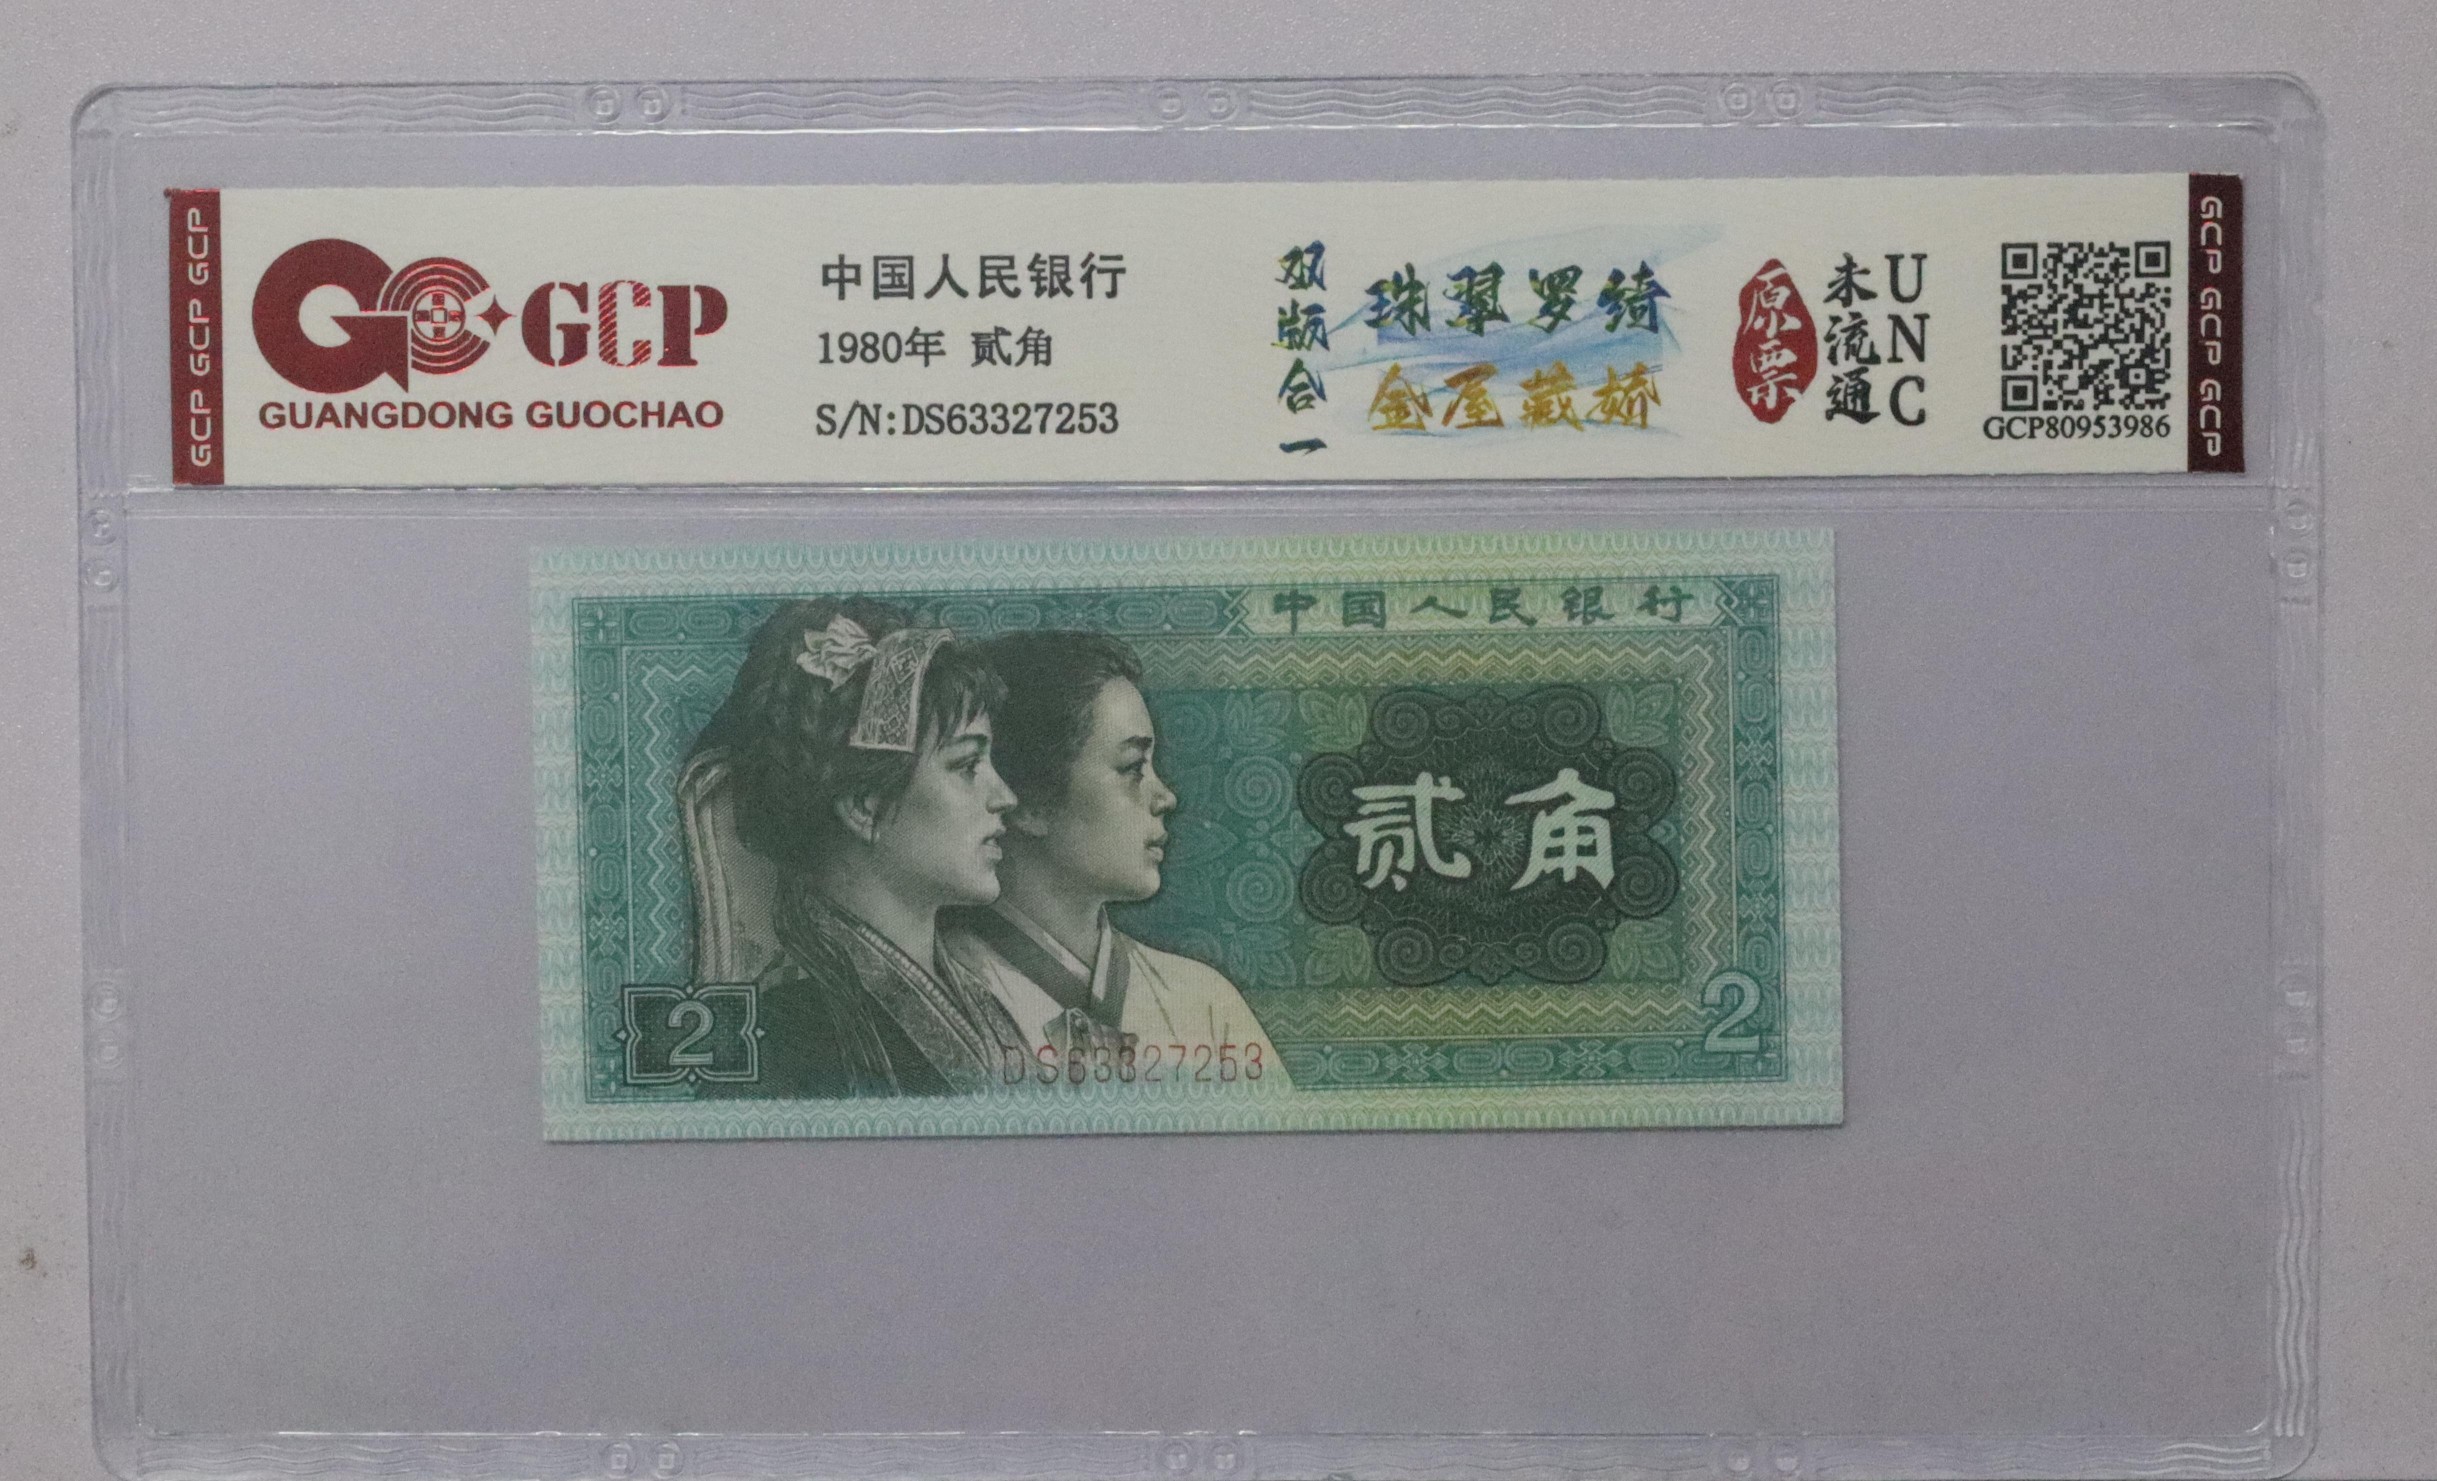 GCP GCP GCP
GCP
GUANGDONG GUOCHAO
中国人民银行
1980年 贰角
S/N:DS63327253
双版合一
珠翠罗绮
金屋藏娇
原票
未流通
UNC
GCP80953986
GCP GCP GCP
中国人民银行
贰角
2
2
DS63327253